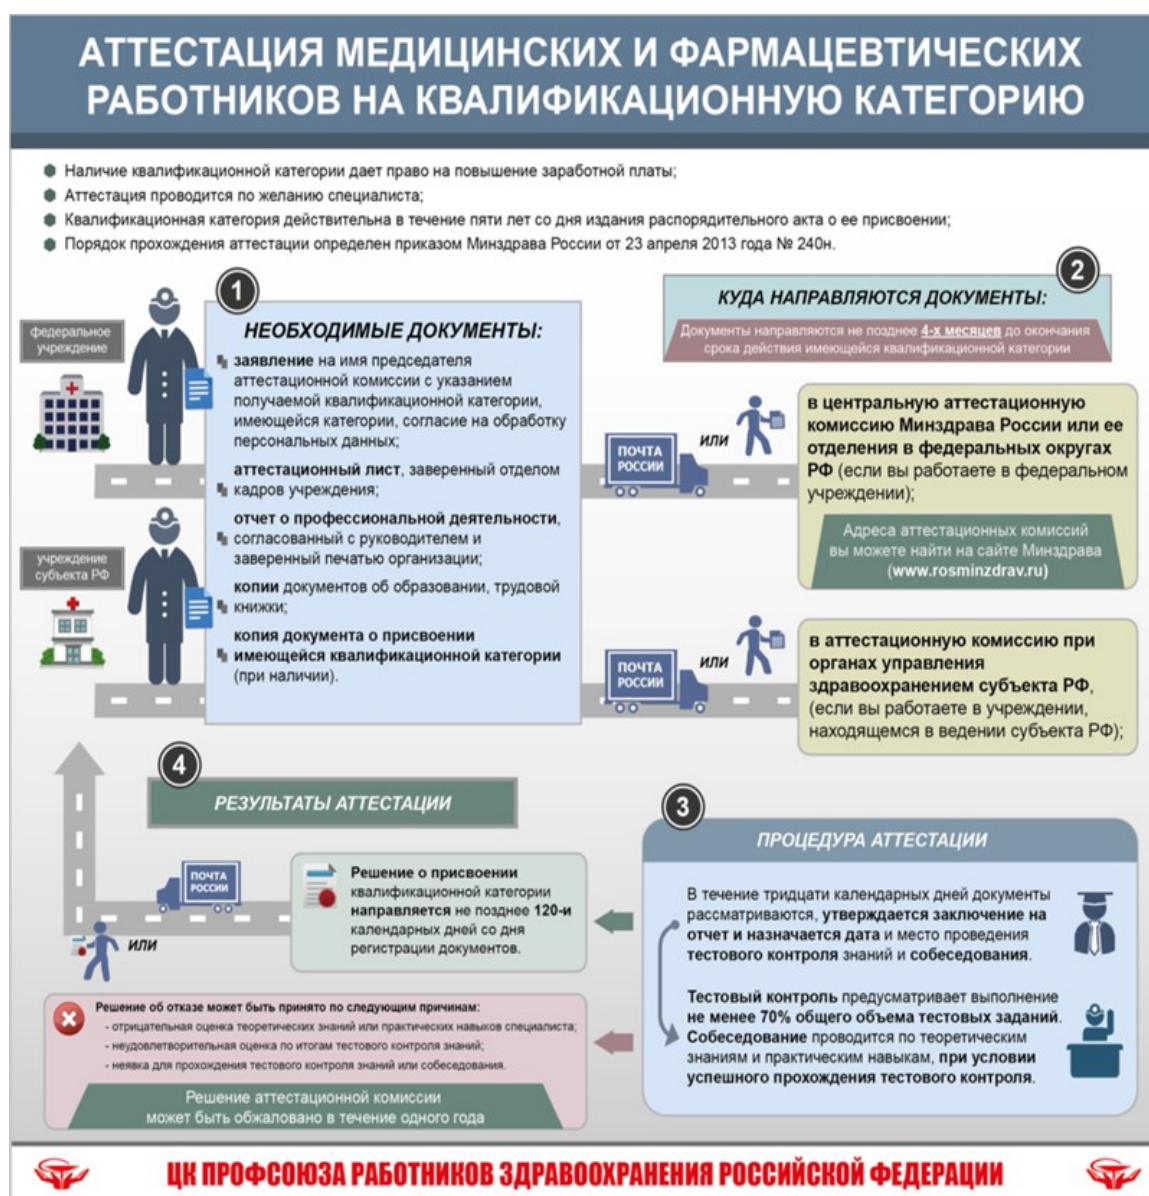 АТТЕСТАЦИЯ МЕДИЦИНСКИХ И ФАРМАЦЕВТИЧЕСКИХ
РАБОТНИКОВ НА КВАЛИФИКАЦИОННУЮ КАТЕГОРИЮ
Наличие квалификационной категории дает право на повышение заработной платы;
Аттестация проводится по желанию специалиста;
Квалификационная категория действительна в течение пяти лет со дня издания распорядительного акта о ее присвоении;
Порядок прохождения аттестации определен приказом Минздрава России от 23 апреля 2013 года № 240н.
федеральное
учреждение
учреждение
субъекта РФ
1
НЕОБХОДИМЫЕ ДОКУМЕНТЫ:
заявление на имя председателя
аттестационной комиссии с указанием
получаемой квалификационной категории,
имеющейся категории, согласие на обработку
персональных данных;
аттестационный лист, заверенный отделом
кадров учреждения;
отчет о профессиональной деятельности,
согласованный с руководителем и
заверенный печатью организации;
копии документов об образовании, трудовой
книжки;
копия документа о присвоении
имеющейся квалификационной категории
(при наличии).
2
КУДА НАПРАВЛЯЮТСЯ ДОКУМЕНТЫ:
Документы направляются не позднее 4-х месяцев до окончания
срока действия имеющейся квалификационной категории
ПОЧТА
РОССИИ
ИЛИ
в центральную аттестационную
комиссию Минздрава России или ее
отделения в федеральных округах
РФ (если вы работаете в федеральном
учреждении);
Адреса аттестационных комиссий
вы можете найти на сайте Минздрава
(www.rosminzdrav.ru)
ПОЧТА
РОССИИ
ИЛИ
в аттестационную комиссию при
органах управления
здравоохранением субъекта РФ,
(если вы работаете в учреждении,
находящемся в ведении субъекта РФ);
3
ПРОЦЕДУРА АТТЕСТАЦИИ
В течение тридцати календарных дней документы
рассматриваются, утверждается заключение на
отчет и назначается дата и место проведения
тестового контроля знаний и собеседования.
Тестовый контроль предусматривает выполнение
не менее 70% общего объема тестовых заданий.
Собеседование проводится по теоретическим
знаниям и практическим навыкам, при условии
успешного прохождения тестового контроля.
4
РЕЗУЛЬТАТЫ АТТЕСТАЦИИ
ПОЧТА
РОССИИ
ИЛИ
Решение о присвоении
квалификационной категории
направляется не позднее 120-и
календарных дней со дня
регистрации документов.
Решение об отказе может быть принято по следующим причинам:
- отрицательная оценка теоретических знаний или практических навыков специалиста;
- неудовлетворительная оценка по итогам тестового контроля знаний;
- неявка для прохождения тестового контроля знаний или собеседования.
Решение аттестационной комиссии
может быть обжаловано в течение одного года
ЦК ПРОФСОЮЗА РАБОТНИКОВ ЗДРАВООХРАНЕНИЯ РОССИЙСКОЙ ФЕДЕРАЦИИ